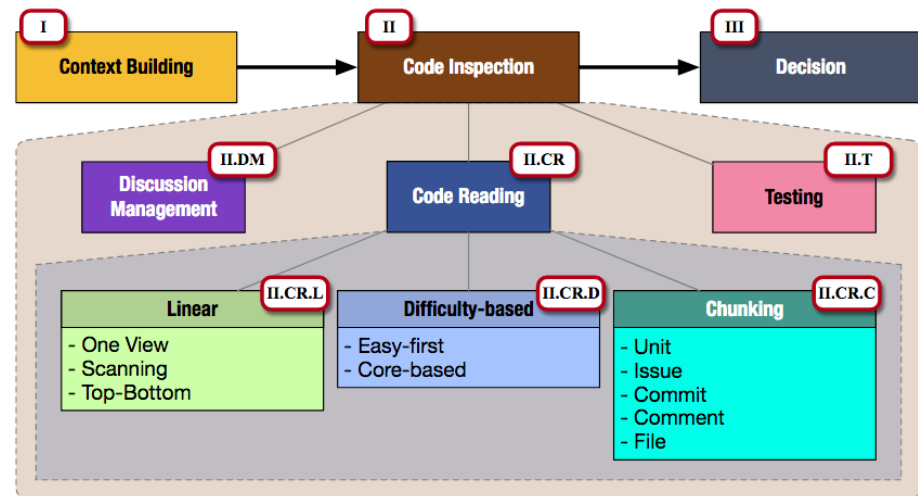 I
Context Building
II
Code Inspection
III
Decision
II.DM
Discussion
Management
II.CR
Code Reading
II.T
Testing
II.CR.L
Linear
- One View
- Scanning
- Top-Bottom
II.CR.D
Difficulty-based
- Easy-first
- Core-based
II.CR.C
Chunking
- Unit
- Issue
- Commit
- Comment
- File